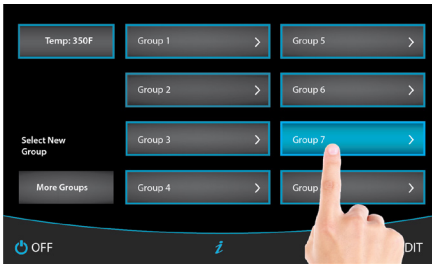 Temp: 350F
Group 1
Group 5
Group 2
Group 6
Select New
Group
Group 3
Group 7
More Groups
Group 4
Group
OFF
i
DIT